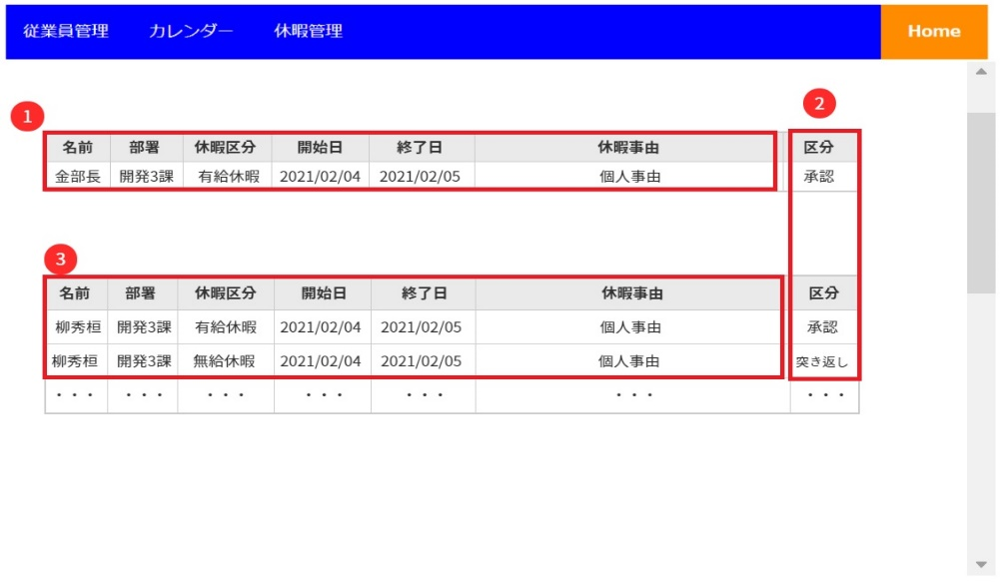 従業員管理 カレンダー 休暇管理 Home
1 2
名前 部署 休暇区分 開始日 終了日 休暇事由 区分
金部長 開発3課 有給休暇 2021/02/04 2021/02/05 個人事由 承認
3
名前 部署 休暇区分 開始日 終了日 休暇事由 区分
柳秀桓 開発3課 有給休暇 2021/02/04 2021/02/05 個人事由 承認
柳秀桓 開発3課 無給休暇 2021/02/04 2021/02/05 個人事由 突き返し
・・・ ・・・ ・・・ ・・・ ・・・ ・・・ ・・・